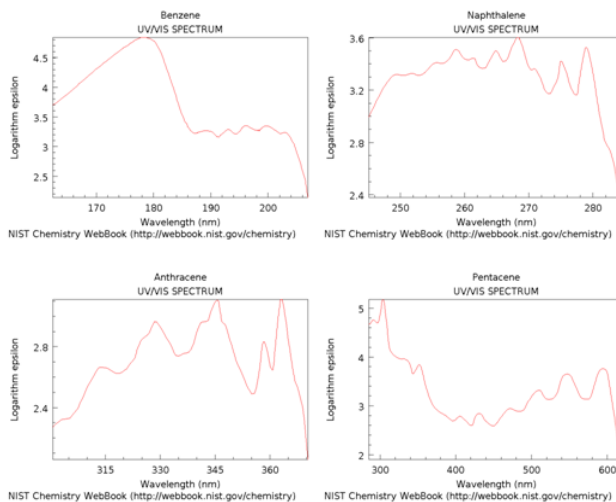 Benzene
UV/VIS SPECTRUM
Logarithm epsilon
4.5
4
3.5
3
2.5
170 180 190 200
Wavelength (nm)
NIST Chemistry WebBook (http://webbook.nist.gov/chemistry)
Naphthalene
UV/VIS SPECTRUM
Logarithm epsilon
3.6
3.2
2.8
2.4
250 260 270 280
Wavelength (nm)
NIST Chemistry WebBook (http://webbook.nist.gov/chemistry)
Anthracene
UV/VIS SPECTRUM
Logarithm epsilon
2.8
2.4
315 330 345 360
Wavelength (nm)
NIST Chemistry WebBook (http://webbook.nist.gov/chemistry)
Pentacene
UV/VIS SPECTRUM
Logarithm epsilon
5
4
3
2
300 400 500 600
Wavelength (nm)
NIST Chemistry WebBook (http://webbook.nist.gov/chemistry)